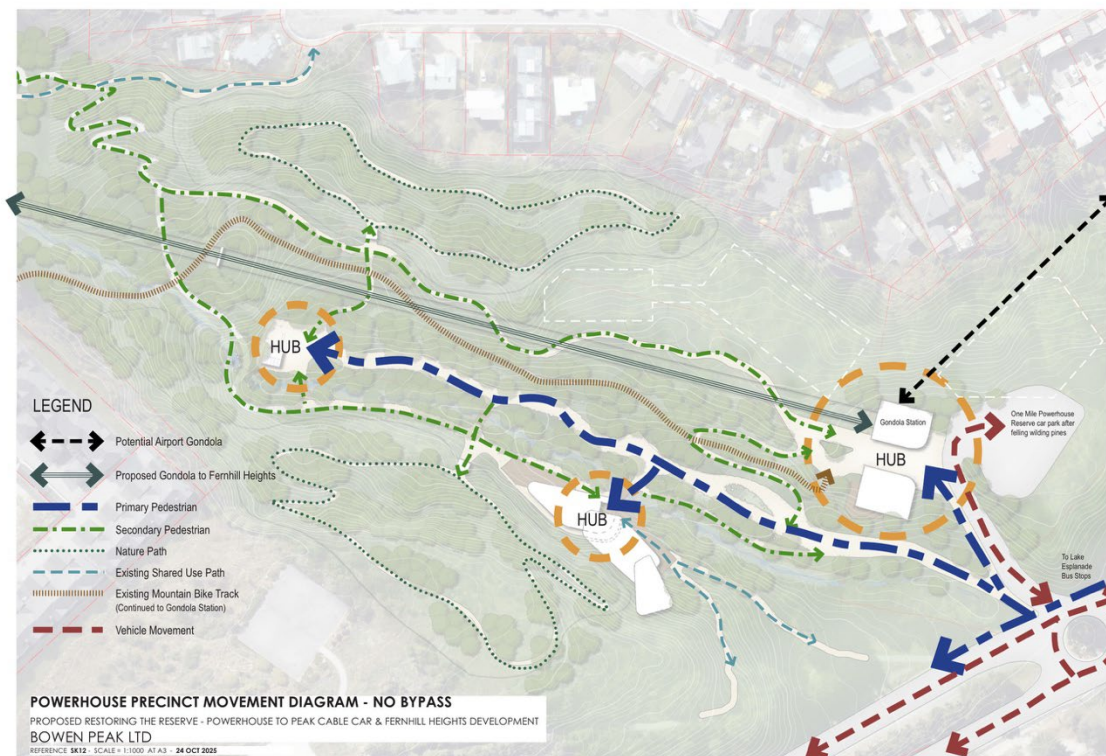 HUB
Gondola Station
HUB
One Mile Powerhouse
Reserve car park after
felling wilding pines
HUB
To Lake
Esplanade
Bus Stops
LEGEND
Potential Airport Gondola
Proposed Gondola to Fernhill Heights
Primary Pedestrian
Secondary Pedestrian
Nature Path
Existing Shared Use Path
Existing Mountain Bike Track
(Continued to Gondola Station)
Vehicle Movement
POWERHOUSE PRECINCT MOVEMENT DIAGRAM - NO BYPASS
PROPOSED RESTORING THE RESERVE - POWERHOUSE TO PEAK CABLE CAR & FERNHILL HEIGHTS DEVELOPMENT
BOWEN PEAK LTD
REFERENCE SK12 - SCALE = 1:1000 AT A3 - 24 OCT 2025